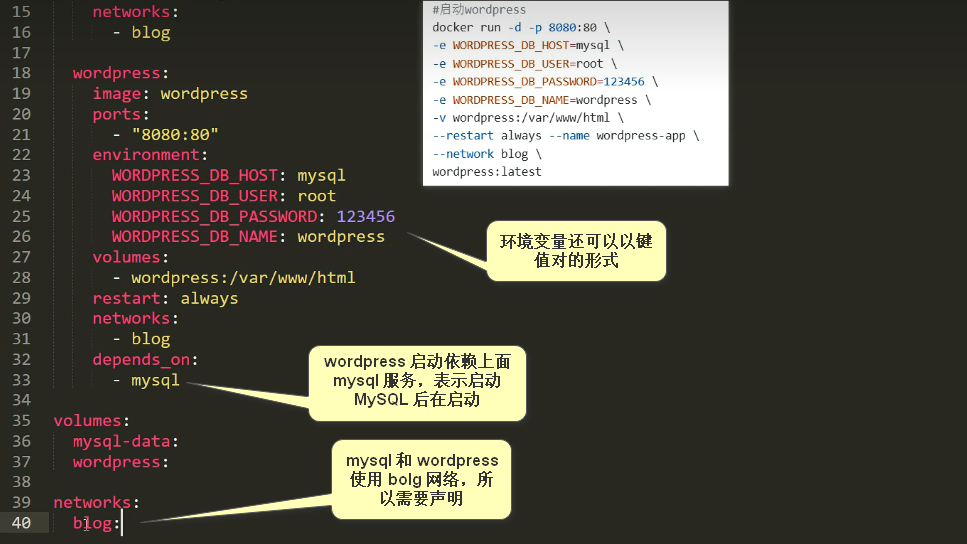 15 networks:
16 - blog
17
18 wordpress:
19 image: wordpress
20 ports:
21 - "8080:80"
22 environment:
23 WORDPRESS_DB_HOST: mysql
24 WORDPRESS_DB_USER: root
25 WORDPRESS_DB_PASSWORD: 123456
26 WORDPRESS_DB_NAME: wordpress
27 volumes:
28 - wordpress:/var/www/html
29 restart: always
30 networks:
31 - blog
32 depends_on:
33 - mysql
34
35 volumes:
36 mysql-data:
37 wordpress:
38
39 networks:
40 blog:
#启动wordpress
docker run -d -p 8080:80 \
-e WORDPRESS_DB_HOST=mysql \
-e WORDPRESS_DB_USER=root \
-e WORDPRESS_DB_PASSWORD=123456 \
-e WORDPRESS_DB_NAME=wordpress \
-v wordpress:/var/www/html \
--restart always --name wordpress-app \
--network blog \
wordpress:latest
环境变量还可以以键
值对的形式
wordpress 启动依赖上面
mysql 服务，表示启动
MySQL 后在启动
mysql 和 wordpress
使用 bolg 网络，所
以需要声明